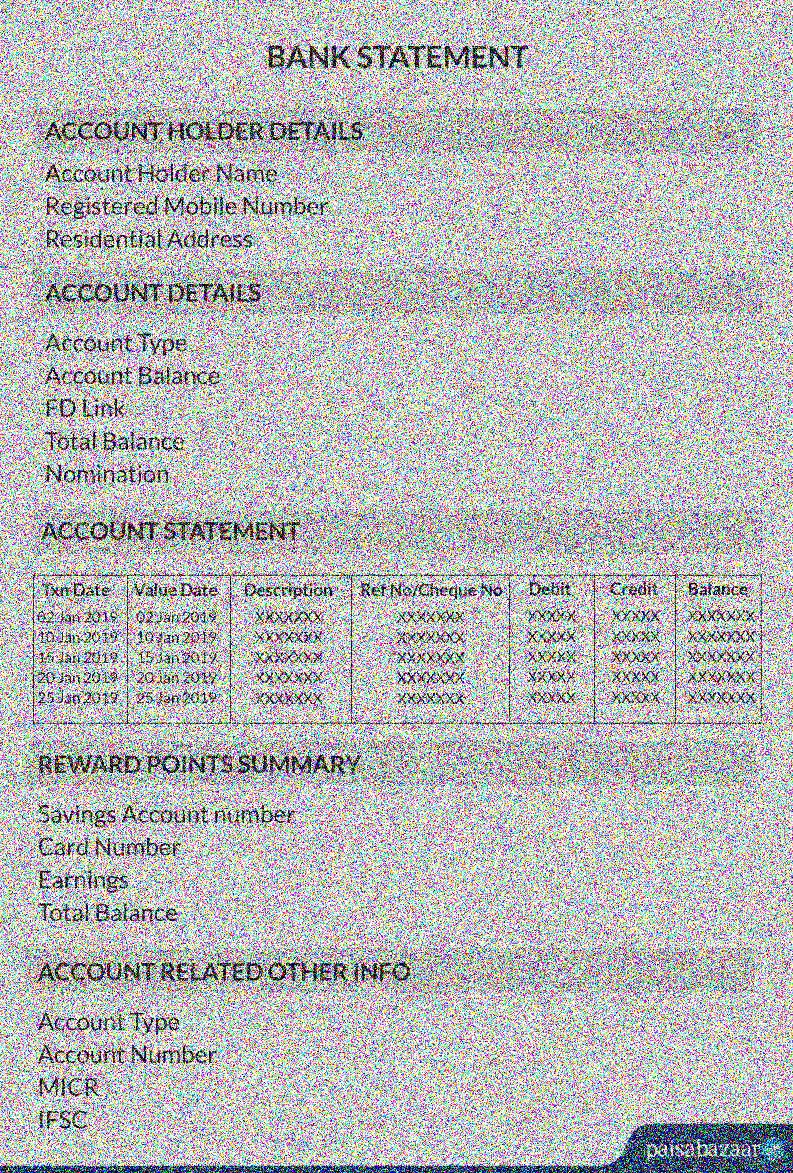 BANK STATEMENT
ACCOUNT HOLDER DETAILS
Account Holder Name
Registered Mobile Number
Residential Address
ACCOUNT DETAILS
Account Type
Account Balance
FD Link
Total Balance
Nomination
ACCOUNT STATEMENT
Txn Date Value Date Description Ref No/Cheque No Debit Credit Balance
02 Jan 2019 02 Jan 2019 XXXXXXX XXXXXXX XXXXX XXXXX XXXXXXX
10 Jan 2019 10 Jan 2019 XXXXXXX XXXXXXX XXXXX XXXXX XXXXXXX
15 Jan 2019 15 Jan 2019 XXXXXXX XXXXXXX XXXXX XXXXX XXXXXXX
20 Jan 2019 20 Jan 2019 XXXXXXX XXXXXXX XXXXX XXXXX XXXXXXX
25 Jan 2019 25 Jan 2019 XXXXXXX XXXXXXX XXXXX XXXXX XXXXXXX
REWARD POINTS SUMMARY
Savings Account number
Card Number
Earnings
Total Balance
ACCOUNT RELATED OTHER INFO
Account Type
Account Number
MICR
IFSC
paisabazaar